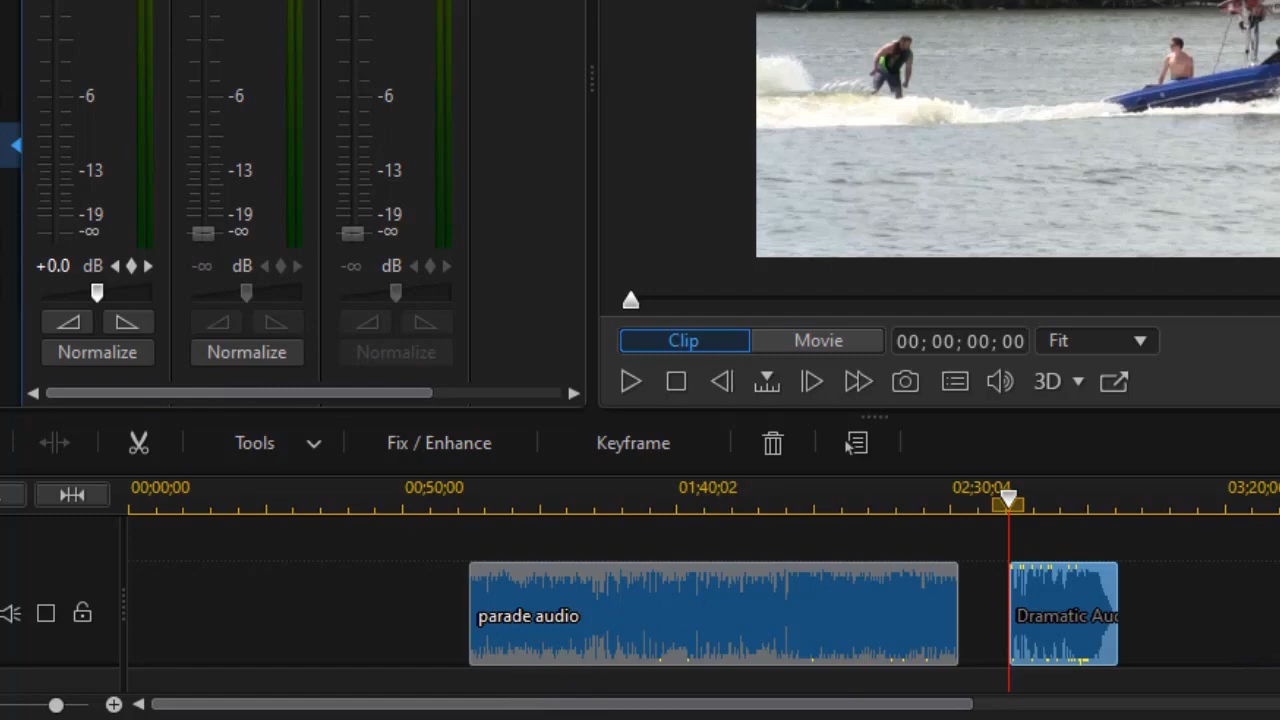 -6 -6 -6
-13 -13 -13
-19 -19 -19
-∞ -∞ -∞
+0.0 dB -∞ dB -∞ dB
Normalize Normalize Normalize
Clip Movie 00; 00; 00; 00 Fit
3D
Tools Fix / Enhance Keyframe
00;00;00 00;50;00 01;40;02 02;30;04 03;20;0
parade audio Dramatic Aud